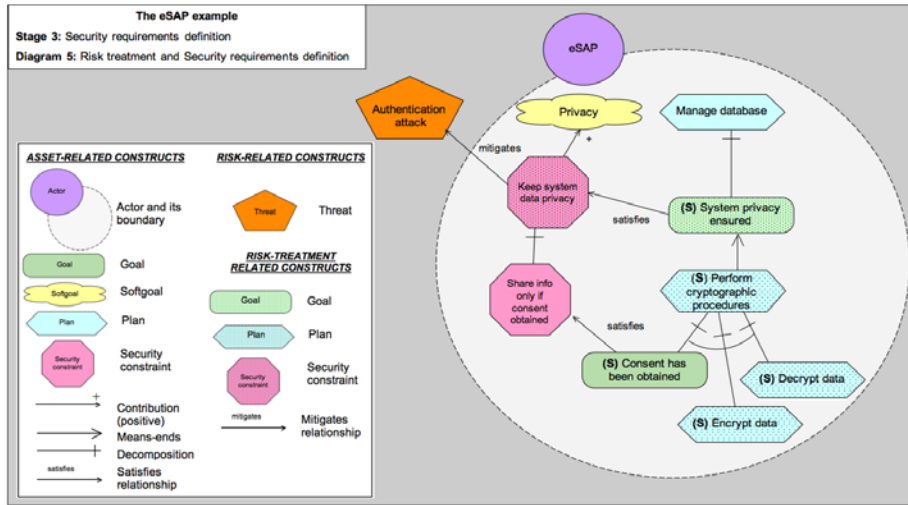 The eSAP example
Stage 3: Security requirements definition
Diagram 5: Risk treatment and Security requirements definition
eSAP
Authentication
attack
Privacy
Manage database
mitigates
+
Keep system
data privacy
satisfies
(S) System privacy
ensured
Share info
only if
consent
obtained
(S) Perform
cryptographic
procedures
satisfies
(S) Consent has
been obtained
(S) Decrypt data
(S) Encrypt data
ASSET-RELATED CONSTRUCTS
Actor
Actor and its
boundary
Goal
Goal
Softgoal
Softgoal
Plan
Plan
Security
constraint
Security
constraint
+
Contribution
(positive)
Means-ends
Decomposition
satisfies
Satisfies
relationship
RISK-RELATED CONSTRUCTS
Threat
Threat
RISK-TREATMENT
RELATED CONSTRUCTS
Goal
Goal
Plan
Plan
Security
constraint
Security
constraint
mitigates
Mitigates
relationship